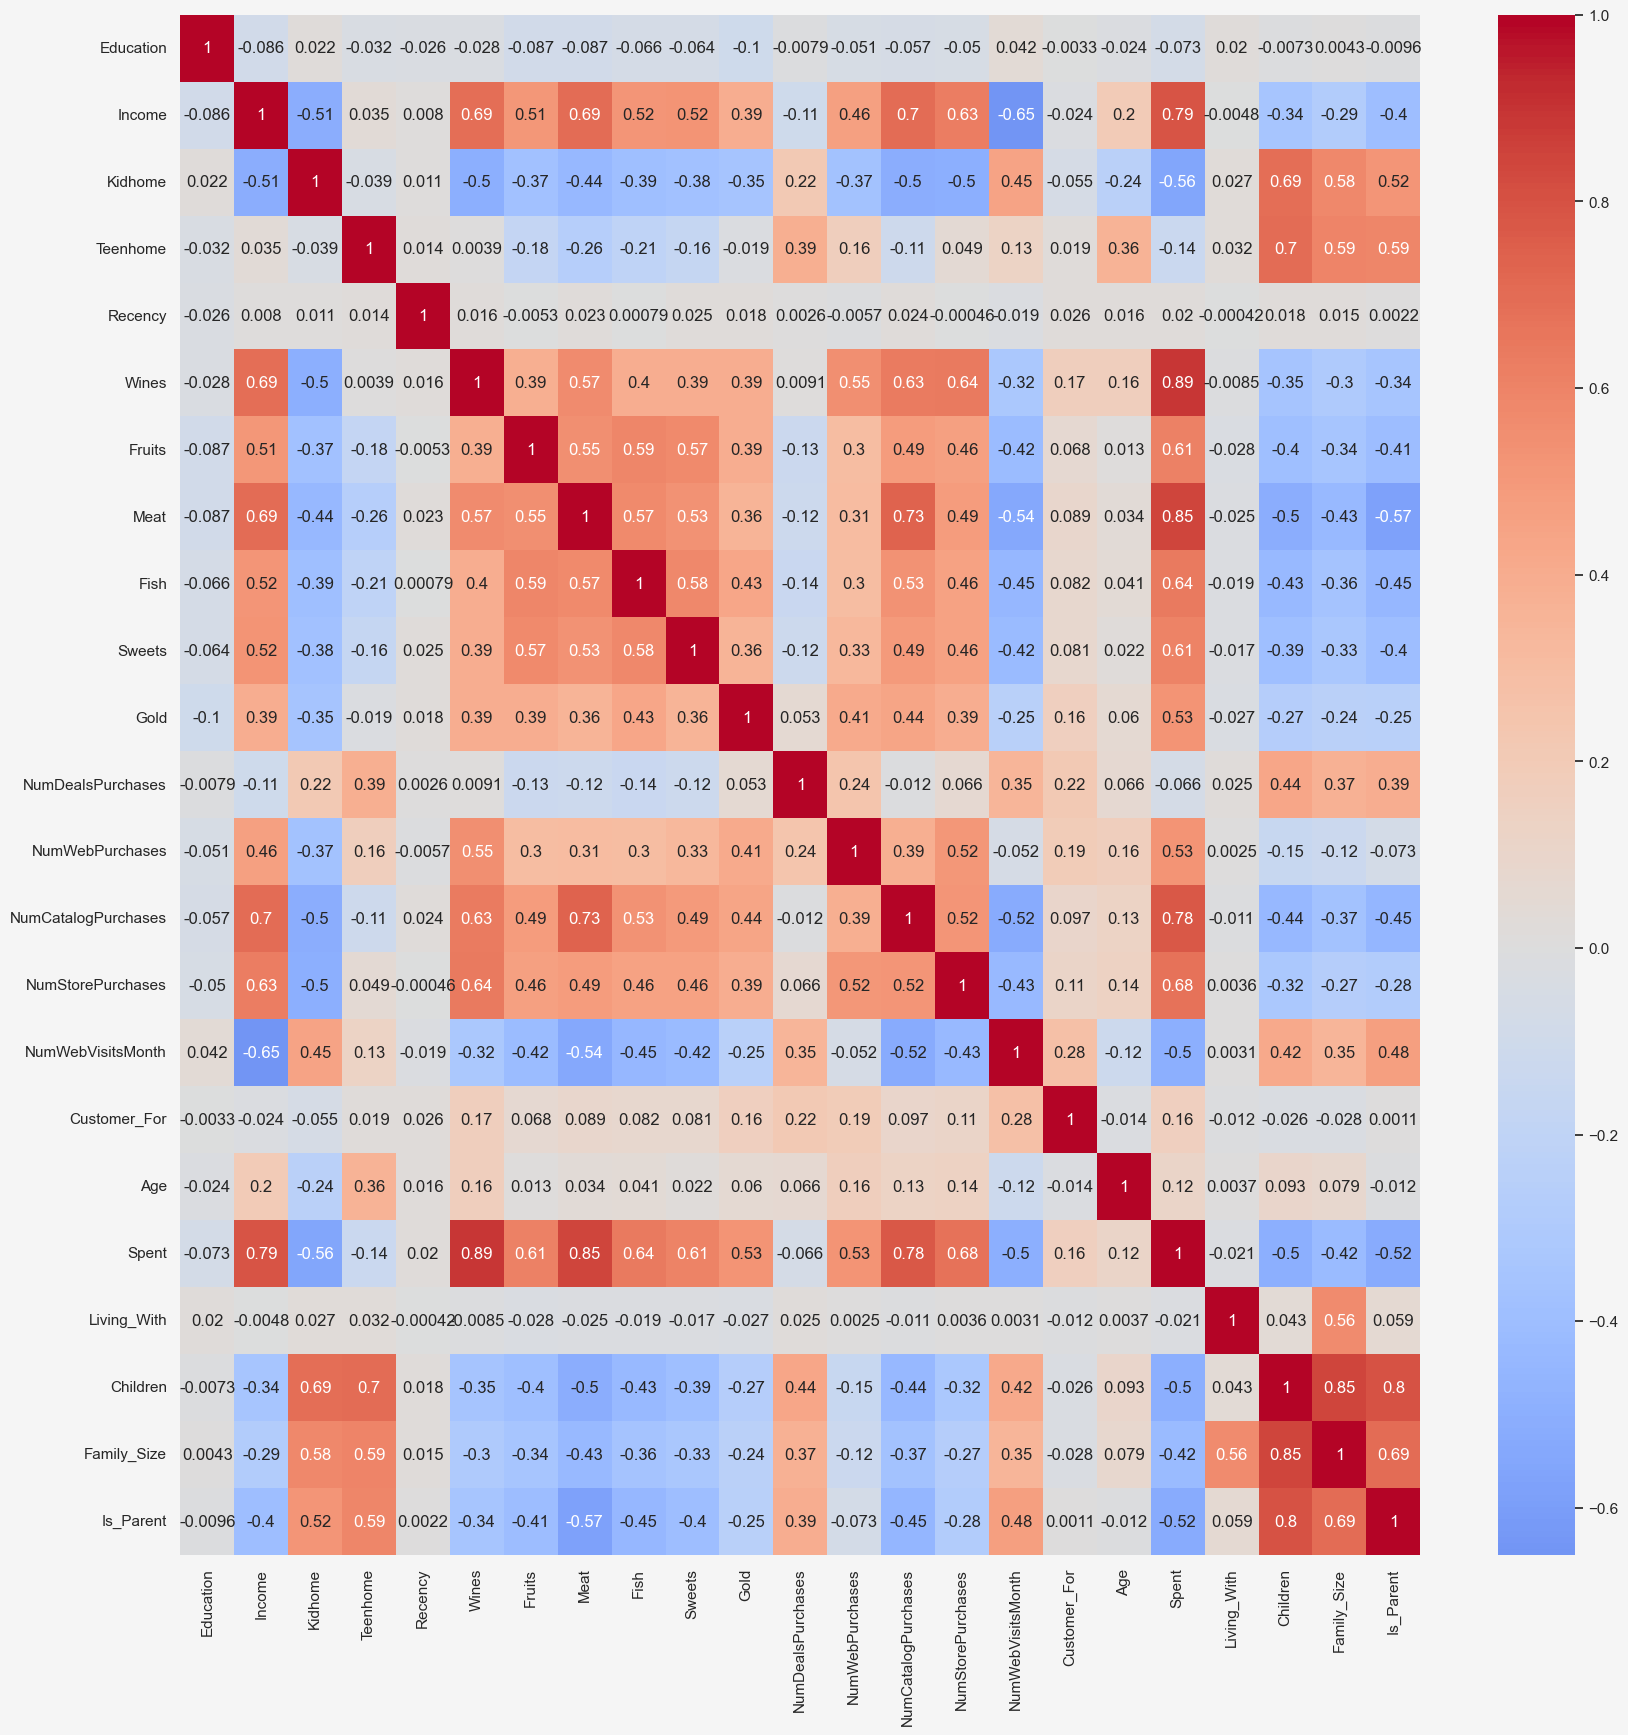 Education 1 -0.086 0.022 -0.032 -0.026 -0.028 -0.087 -0.087 -0.066 -0.064 -0.1 -0.0079 -0.051 -0.057 -0.05 0.042 -0.0033 -0.024 -0.073 0.02 -0.0073 0.0043 -0.0096
Income -0.086 1 -0.51 0.035 0.008 0.69 0.51 0.69 0.52 0.52 0.39 -0.11 0.46 0.7 0.63 -0.65 -0.024 0.2 0.79 -0.0048 -0.34 -0.29 -0.4
Kidhome 0.022 -0.51 1 -0.039 0.011 -0.5 -0.37 -0.44 -0.39 -0.38 -0.35 0.22 -0.37 -0.5 -0.5 0.45 -0.055 -0.24 -0.56 0.027 0.69 0.58 0.52
Teenhome -0.032 0.035 -0.039 1 0.014 0.0039 -0.18 -0.26 -0.21 -0.16 -0.019 0.39 0.16 -0.11 0.049 0.13 0.019 0.36 -0.14 0.032 0.7 0.59 0.59
Recency -0.026 0.008 0.011 0.014 1 0.016 -0.0053 0.023 0.00079 0.025 0.018 0.0026 -0.0057 0.024 -0.00046 -0.019 0.026 0.016 0.02 -0.00042 0.018 0.015 0.0022
Wines -0.028 0.69 -0.5 0.0039 0.016 1 0.39 0.57 0.4 0.39 0.39 0.0091 0.55 0.63 0.64 -0.32 0.17 0.16 0.89 -0.0085 -0.35 -0.3 -0.34
Fruits -0.087 0.51 -0.37 -0.18 -0.0053 0.39 1 0.55 0.59 0.57 0.39 -0.13 0.3 0.49 0.46 -0.42 0.068 0.013 0.61 -0.028 -0.4 -0.34 -0.41
Meat -0.087 0.69 -0.44 -0.26 0.023 0.57 0.55 1 0.57 0.53 0.36 -0.12 0.31 0.73 0.49 -0.54 0.089 0.034 0.85 -0.025 -0.5 -0.43 -0.57
Fish -0.066 0.52 -0.39 -0.21 0.00079 0.4 0.59 0.57 1 0.58 0.43 -0.14 0.3 0.53 0.46 -0.45 0.082 0.041 0.64 -0.019 -0.43 -0.36 -0.45
Sweets -0.064 0.52 -0.38 -0.16 0.025 0.39 0.57 0.53 0.58 1 0.36 -0.12 0.33 0.49 0.46 -0.42 0.081 0.022 0.61 -0.017 -0.39 -0.33 -0.4
Gold -0.1 0.39 -0.35 -0.019 0.018 0.39 0.39 0.36 0.43 0.36 1 0.053 0.41 0.44 0.39 -0.25 0.16 0.06 0.53 -0.027 -0.27 -0.24 -0.25
NumDealsPurchases -0.0079 -0.11 0.22 0.39 0.0026 0.0091 -0.13 -0.12 -0.14 -0.12 0.053 1 0.24 -0.012 0.066 0.35 0.22 0.066 -0.066 0.025 0.44 0.37 0.39
NumWebPurchases -0.051 0.46 -0.37 0.16 -0.0057 0.55 0.3 0.31 0.3 0.33 0.41 0.24 1 0.39 0.52 -0.052 0.19 0.16 0.53 0.0025 -0.15 -0.12 -0.073
NumCatalogPurchases -0.057 0.7 -0.5 -0.11 0.024 0.63 0.49 0.73 0.53 0.49 0.44 -0.012 0.39 1 0.52 -0.52 0.097 0.13 0.78 -0.011 -0.44 -0.37 -0.45
NumStorePurchases -0.05 0.63 -0.5 0.049 -0.00046 0.64 0.46 0.49 0.46 0.46 0.39 0.066 0.52 0.52 1 -0.43 0.11 0.14 0.68 0.0036 -0.32 -0.27 -0.28
NumWebVisitsMonth 0.042 -0.65 0.45 0.13 -0.019 -0.32 -0.42 -0.54 -0.45 -0.42 -0.25 0.35 -0.052 -0.52 -0.43 1 0.28 -0.12 -0.5 0.0031 0.42 0.35 0.48
Customer_For -0.0033 -0.024 -0.055 0.019 0.026 0.17 0.068 0.089 0.082 0.081 0.16 0.22 0.19 0.097 0.11 0.28 1 -0.014 0.16 -0.012 -0.026 -0.028 0.0011
Age -0.024 0.2 -0.24 0.36 0.016 0.16 0.013 0.034 0.041 0.022 0.06 0.066 0.16 0.13 0.14 -0.12 -0.014 1 0.12 0.0037 0.093 0.079 -0.012
Spent -0.073 0.79 -0.56 -0.14 0.02 0.89 0.61 0.85 0.64 0.61 0.53 -0.066 0.53 0.78 0.68 -0.5 0.16 0.12 1 -0.021 -0.5 -0.42 -0.52
Living_With 0.02 -0.0048 0.027 0.032 -0.00042 -0.0085 -0.028 -0.025 -0.019 -0.017 -0.027 0.025 0.0025 -0.011 0.0036 0.0031 -0.012 0.0037 -0.021 1 0.043 0.56 0.059
Children -0.0073 -0.34 0.69 0.7 0.018 -0.35 -0.4 -0.5 -0.43 -0.39 -0.27 0.44 -0.15 -0.44 -0.32 0.42 -0.026 0.093 -0.5 0.043 1 0.85 0.8
Family_Size 0.0043 -0.29 0.58 0.59 0.015 -0.3 -0.34 -0.43 -0.36 -0.33 -0.24 0.37 -0.12 -0.37 -0.27 0.35 -0.028 0.079 -0.42 0.56 0.85 1 0.69
Is_Parent -0.0096 -0.4 0.52 0.59 0.0022 -0.34 -0.41 -0.57 -0.45 -0.4 -0.25 0.39 -0.073 -0.45 -0.28 0.48 0.0011 -0.012 -0.52 0.059 0.8 0.69 1
Education Income Kidhome Teenhome Recency Wines Fruits Meat Fish Sweets Gold NumDealsPurchases NumWebPurchases NumCatalogPurchases NumStorePurchases NumWebVisitsMonth Customer_For Age Spent Living_With Children Family_Size Is_Parent
1.0
0.8
0.6
0.4
0.2
0.0
−0.2
−0.4
−0.6